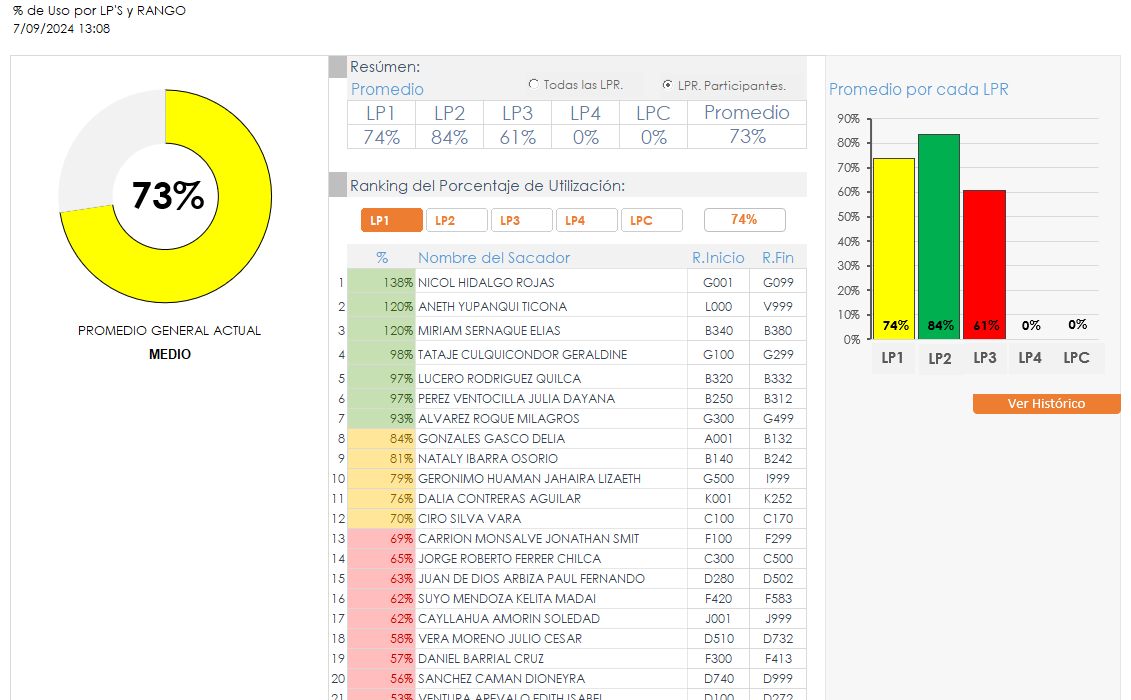 % de Uso por LP'S y RANGO
7/09/2024 13:08
73%
PROMEDIO GENERAL ACTUAL
MEDIO
Resúmen:
Promedio
Todas las LPR. LPR. Participantes.
LP1 LP2 LP3 LP4 LPC Promedio
74% 84% 61% 0% 0% 73%
Ranking del Porcentaje de Utilización:
LP1 LP2 LP3 LP4 LPC 74%
% Nombre del Sacador R.Inicio R.Fin
1 138% NICOL HIDALGO ROJAS G001 G099
2 120% ANETH YUPANQUI TICONA L000 V999
3 120% MIRIAM SERNAQUE ELIAS B340 B380
4 98% TATAJE CULQUICONDOR GERALDINE G100 G299
5 97% LUCERO RODRIGUEZ QUILCA B320 B332
6 97% PEREZ VENTOCILLA JULIA DAYANA B250 B312
7 93% ALVAREZ ROQUE MILAGROS G300 G499
8 84% GONZALES GASCO DELIA A001 B132
9 81% NATALY IBARRA OSORIO B140 B242
10 79% GERONIMO HUAMAN JAHAIRA LIZAETH G500 I999
11 76% DALIA CONTRERAS AGUILAR K001 K252
12 70% CIRO SILVA VARA C100 C170
13 69% CARRION MONSALVE JONATHAN SMIT F100 F299
14 65% JORGE ROBERTO FERRER CHILCA C300 C500
15 63% JUAN DE DIOS ARBIZA PAUL FERNANDO D280 D502
16 62% SUYO MENDOZA KELITA MADAI F420 F583
17 62% CAYLLAHUA AMORIN SOLEDAD J001 J999
18 58% VERA MORENO JULIO CESAR D510 D732
19 57% DANIEL BARRIAL CRUZ F300 F413
20 56% SANCHEZ CAMAN DIONEYRA D740 D999
21 53% VENTURA AREVALO EDITH ISABEL D100 D272
Promedio por cada LPR
90%
80%
70%
60%
50%
40%
30%
20%
10%
0%
74% 84% 61% 0% 0%
LP1 LP2 LP3 LP4 LPC
Ver Histórico